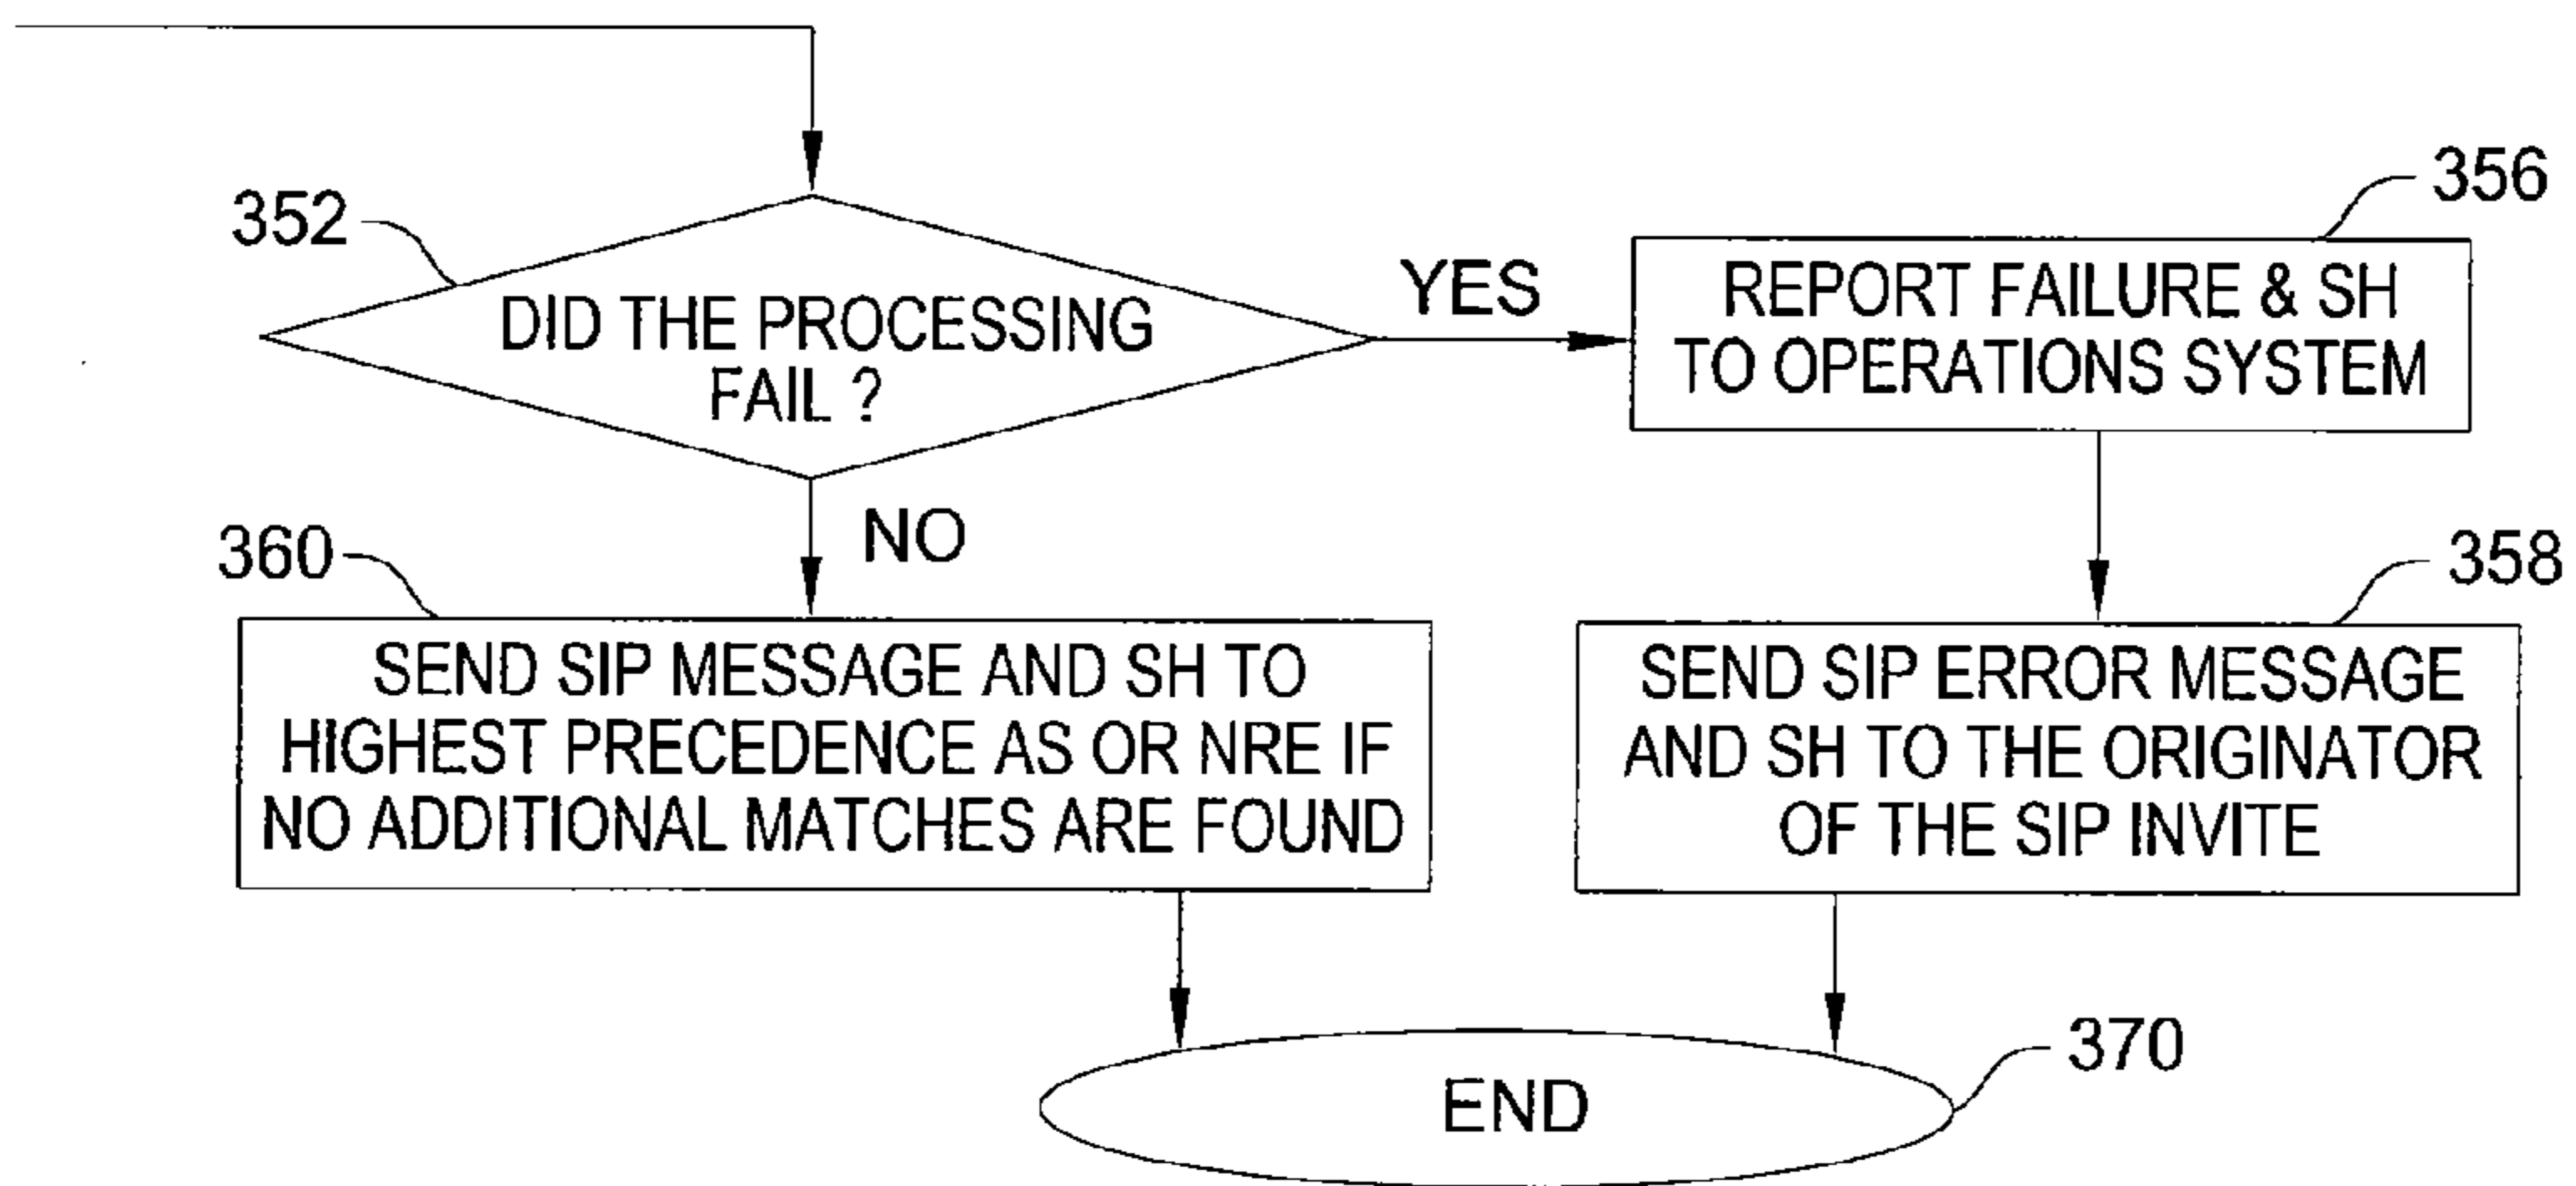 352
DID THE PROCESSING
FAIL ?
YES
356
REPORT FAILURE & SH
TO OPERATIONS SYSTEM
NO
360
SEND SIP MESSAGE AND SH TO
HIGHEST PRECEDENCE AS OR NRE IF
NO ADDITIONAL MATCHES ARE FOUND
358
SEND SIP ERROR MESSAGE
AND SH TO THE ORIGINATOR
OF THE SIP INVITE
END
370